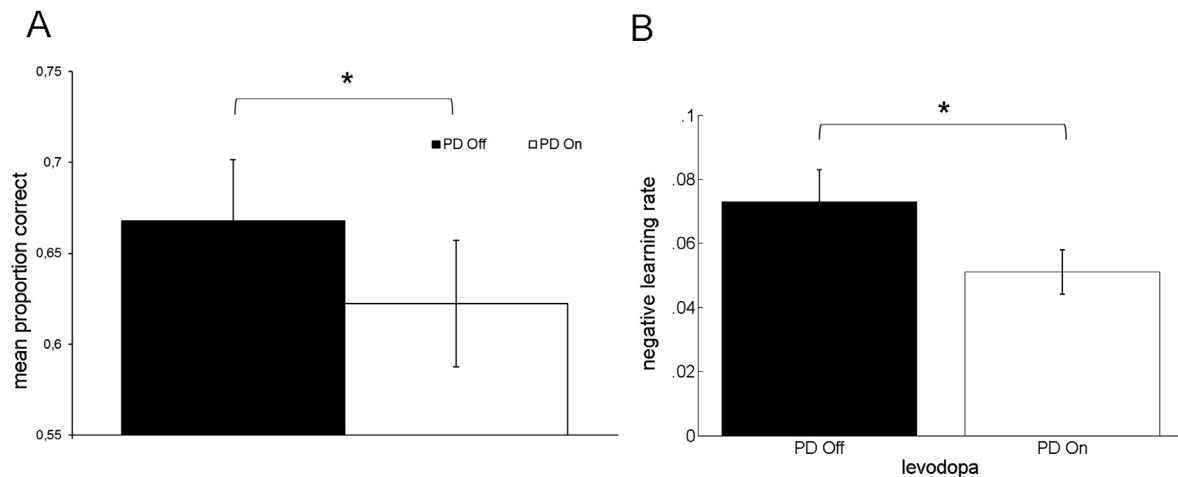 A
mean proportion correct
0,75
0,7
0,65
0,6
0,55
*
PD Off
PD On
B
negative learning rate
.1
.08
.06
.04
.02
0
*
PD Off
PD On
levodopa